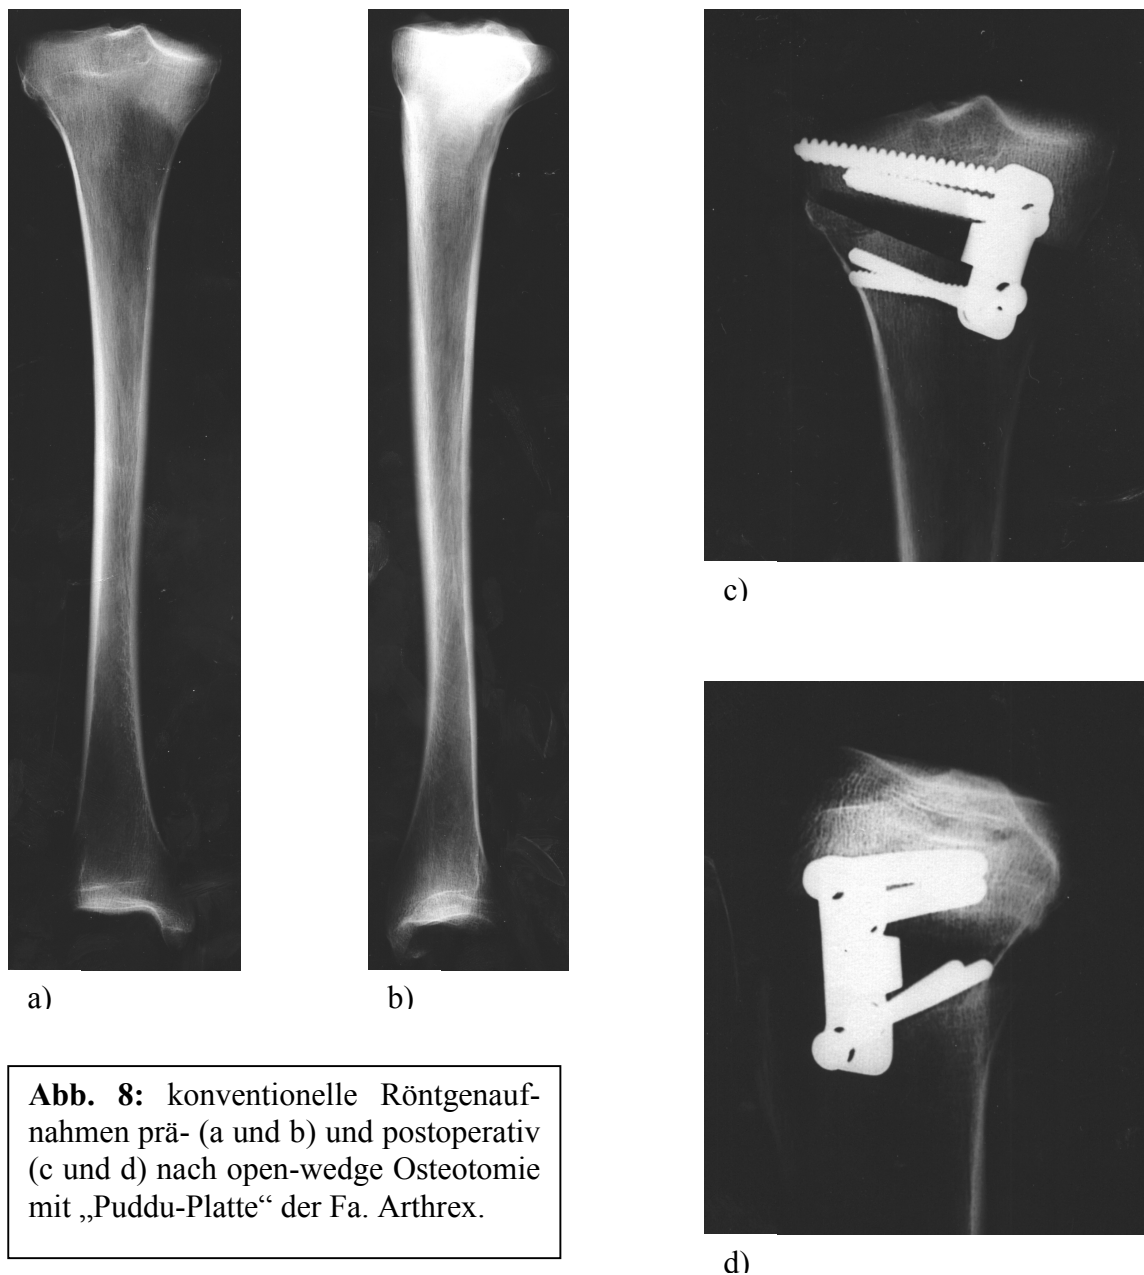 a)
b)
c)
d)
Abb. 8: konventionelle Röntgenauf-
nahmen prä- (a und b) und postoperativ
(c und d) nach open-wedge Osteotomie
mit „Puddu-Platte“ der Fa. Arthrex.